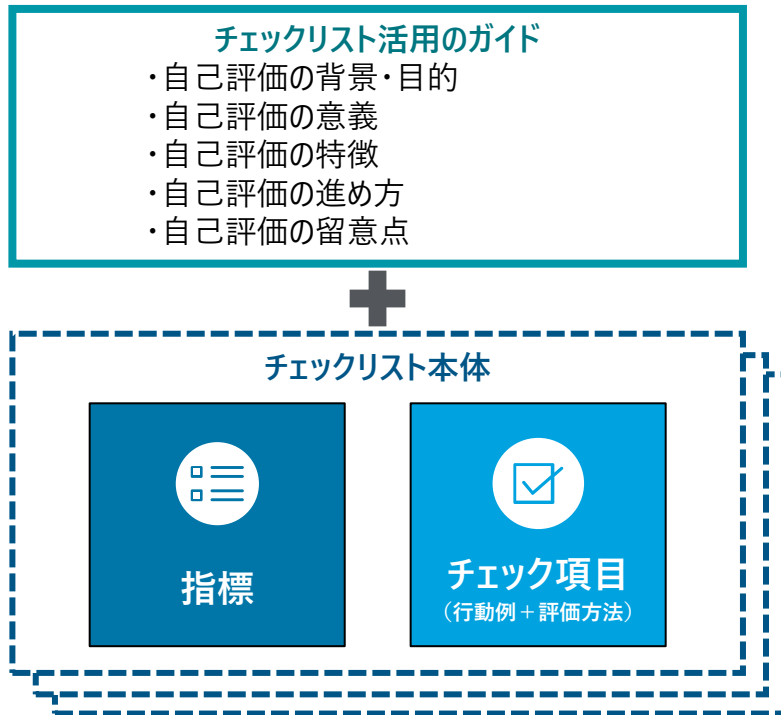 チェックリスト活用のガイド
・自己評価の背景・目的
・自己評価の意義
・自己評価の特徴
・自己評価の進め方
・自己評価の留意点
チェックリスト本体
指標
チェック項目
（行動例＋評価方法）